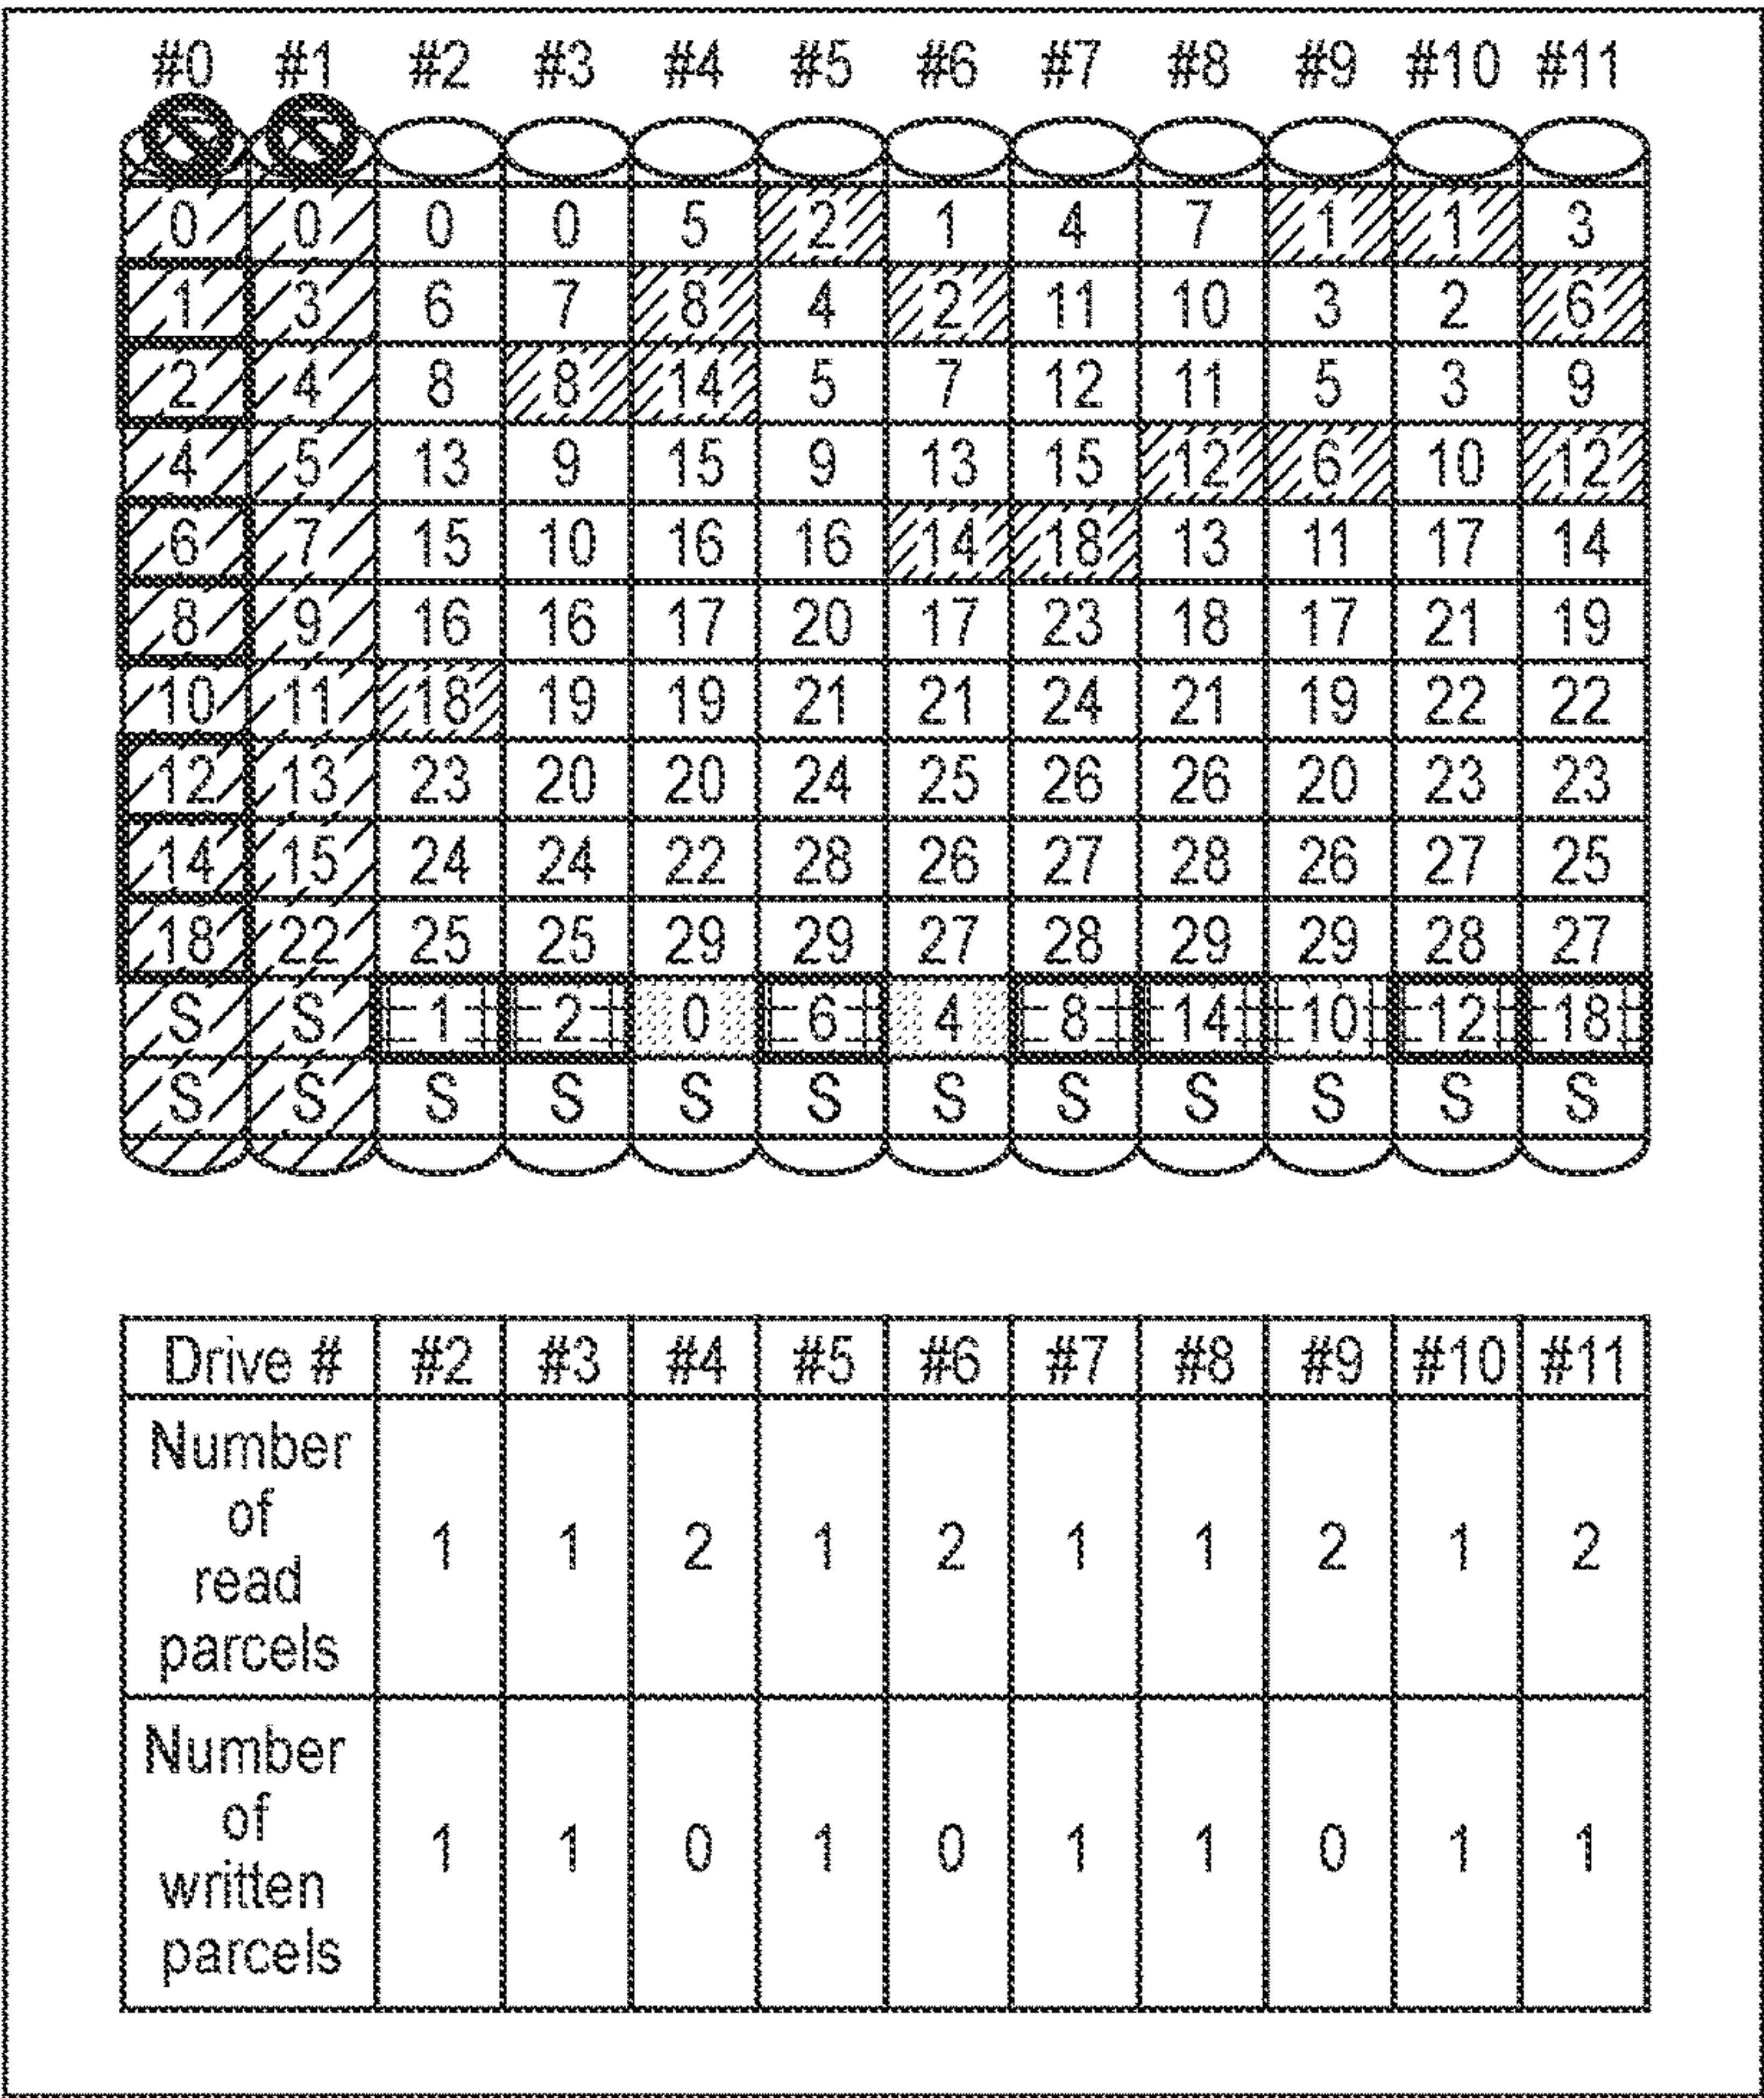 #0 #1 #2 #3 #4 #5 #6 #7 #8 #9 #10 #11
0 0 0 0 5 2 1 4 7 1 1 3
1 3 6 7 8 4 2 11 10 3 2 6
2 4 8 8 14 5 7 12 11 5 3 9
4 5 13 9 15 9 13 15 12 6 10 12
6 7 15 10 16 16 14 18 13 11 17 14
8 9 16 16 17 20 17 23 18 17 21 19
10 11 18 19 19 21 21 24 21 19 22 22
12 13 23 20 20 24 25 26 26 20 23 23
14 15 24 24 22 28 26 27 28 26 27 25
18 22 25 25 29 29 27 28 29 29 28 27
S S 1 2 0 6 4 8 14 10 12 18
S S S S S S S S S S S S
Drive # #2 #3 #4 #5 #6 #7 #8 #9 #10 #11
Number
of
read
parcels
1 1 2 1 2 1 1 2 1 2
Number
of
written
parcels
1 1 0 1 0 1 1 0 1 1